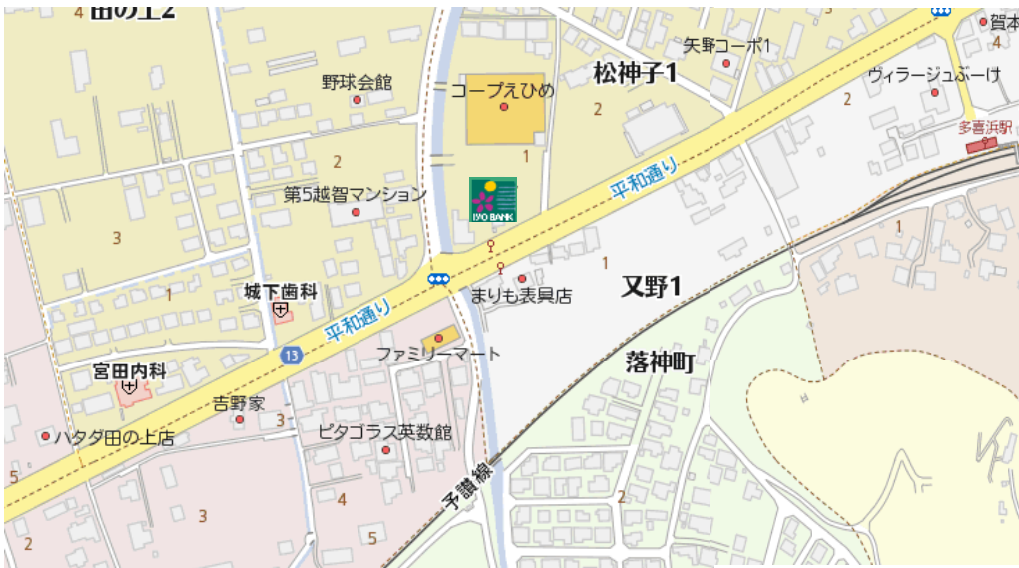 4
田の上2
3
賀本
4
矢野コーポ1
松神子1
ヴィラージュぶーけ
野球会館
コープえひめ
2
2
多喜浜駅
2
1
平和通り
第5越智マンション
IYO BANK
3
1
1
1
又野1
城下歯科
まりも表具店
平和通り
13
ファミリーマート
落神町
宮田内科
吉野家
3
ハタダ田の上店
ピタゴラス英数館
5
予讃線
4
2
3
5
2